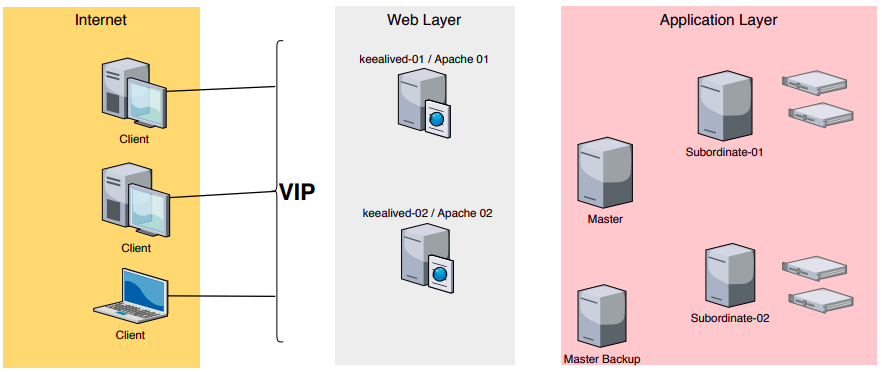 Internet
Web Layer
Application Layer
keealived-01 / Apache 01
Client
Subordinate-01
VIP
Client
Master
keealived-02 / Apache 02
Client
Subordinate-02
Master Backup